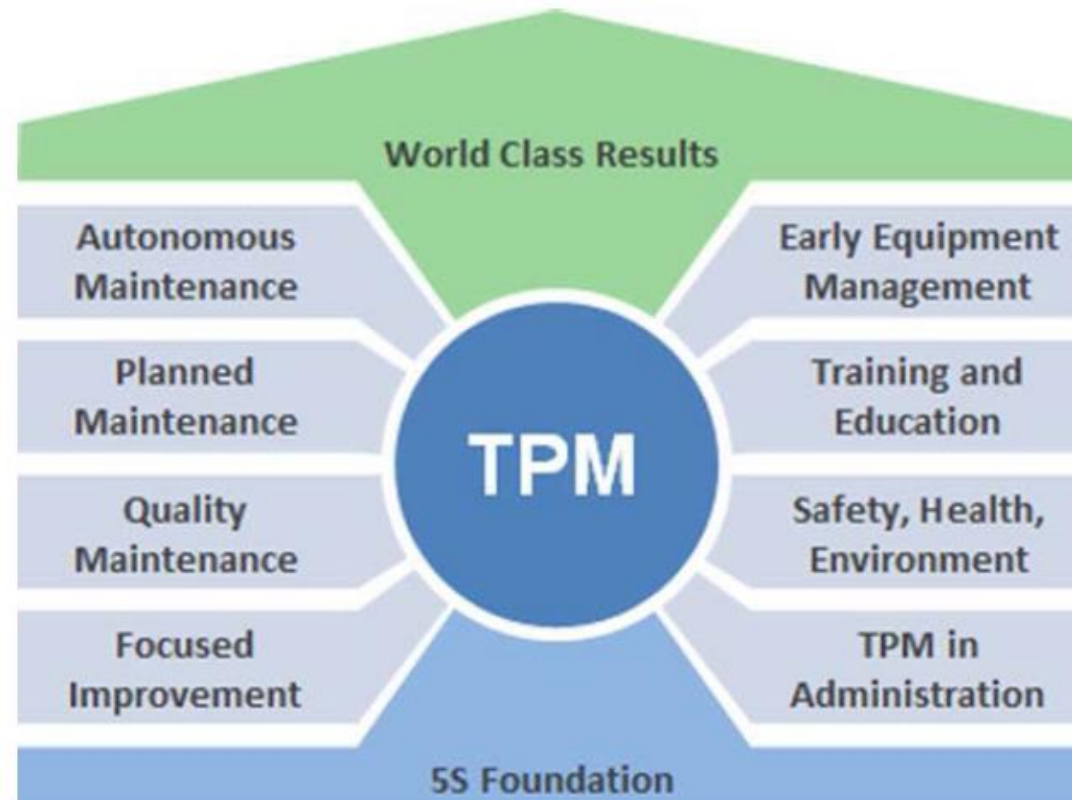 World Class Results
Autonomous
Maintenance
Planned
Maintenance
Quality
Maintenance
Focused
Improvement
TPM
Early Equipment
Management
Training and
Education
Safety, Health,
Environment
TPM in
Administration
5S Foundation